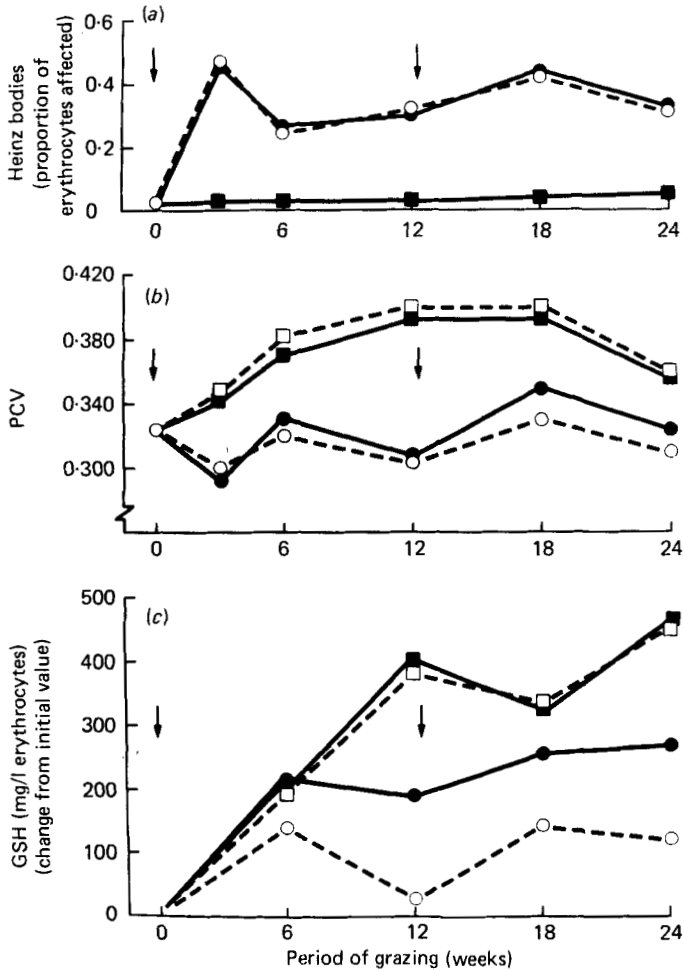 (a)
Heinz bodies
(proportion of
erythrocytes affected)
0·6
0·4
0·2
0
0 6 12 18 24
(b)
PCV
0·420
0·380
0·340
0·300
0 6 12 18 24
(c)
GSH (mg/l erythrocytes)
(change from initial value)
500
400
300
200
100
0
0 6 12 18 24
Period of grazing (weeks)